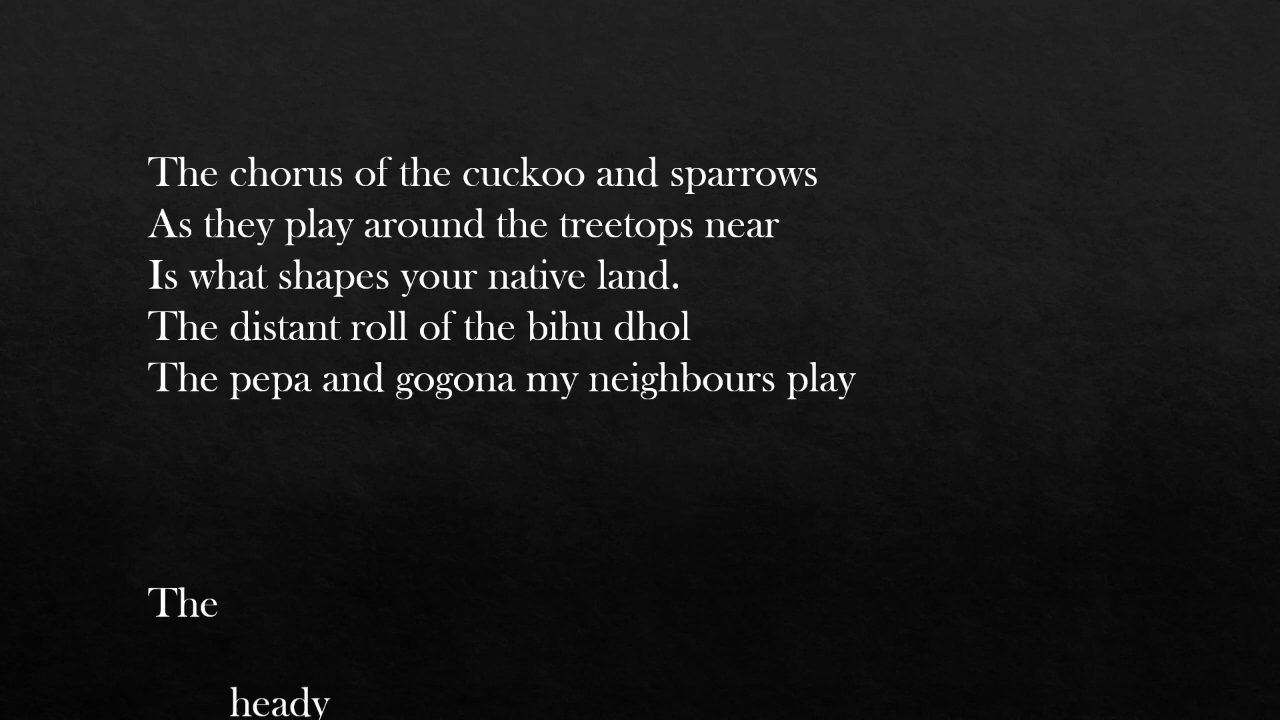 The chorus of the cuckoo and sparrows
As they play around the treetops near
Is what shapes your native land.
The distant roll of the bihu dhol
The pepa and gogona my neighbours play
The
heady